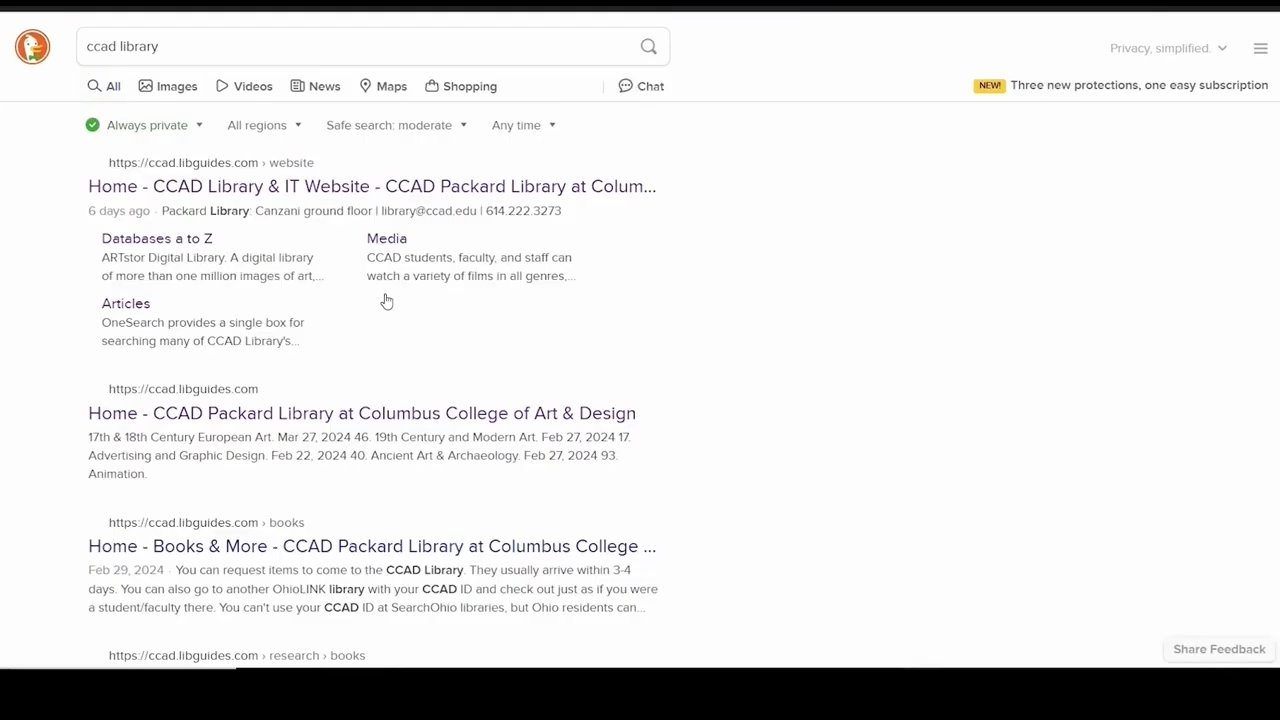 ccad library
Privacy, simplified.
All Images Videos News Maps Shopping Chat
NEW! Three new protections, one easy subscription
Always private All regions Safe search: moderate Any time
https://ccad.libguides.com › website
Home - CCAD Library & IT Website - CCAD Packard Library at Colum...
6 days ago · Packard Library: Canzani ground floor | library@ccad.edu | 614.222.3273
Databases a to Z
ARTstor Digital Library. A digital library
of more than one million images of art,...
Media
CCAD students, faculty, and staff can
watch a variety of films in all genres,...
Articles
OneSearch provides a single box for
searching many of CCAD Library's...
https://ccad.libguides.com
Home - CCAD Packard Library at Columbus College of Art & Design
17th & 18th Century European Art. Mar 27, 2024 46. 19th Century and Modern Art. Feb 27, 2024 17.
Advertising and Graphic Design. Feb 22, 2024 40. Ancient Art & Archaeology. Feb 27, 2024 93.
Animation.
https://ccad.libguides.com › books
Home - Books & More - CCAD Packard Library at Columbus College ...
Feb 29, 2024 · You can request items to come to the CCAD Library. They usually arrive within 3-4
days. You can also go to another OhioLINK library with your CCAD ID and check out just as if you were
a student/faculty there. You can't use your CCAD ID at SearchOhio libraries, but Ohio residents can...
https://ccad.libguides.com › research › books
Share Feedback